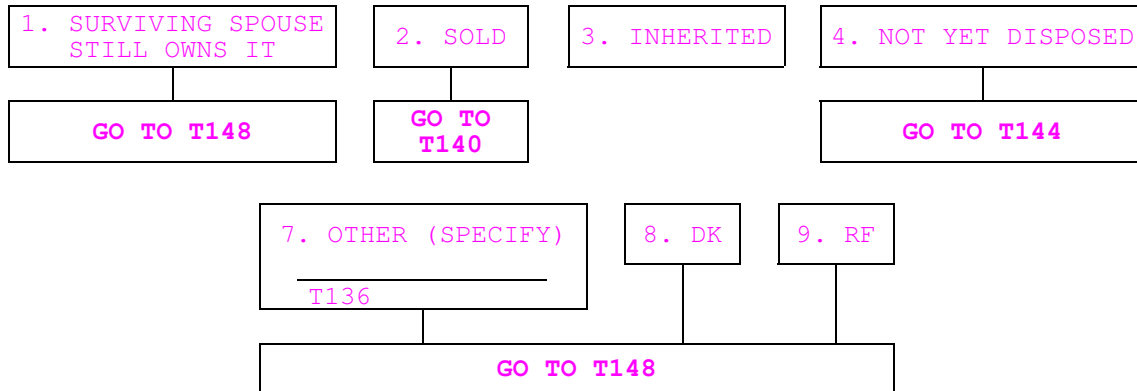 1. SURVIVING SPOUSE
STILL OWNS IT
2. SOLD
3. INHERITED
4. NOT YET DISPOSED
GO TO T148
GO TO
T140
GO TO T144
7. OTHER (SPECIFY)
T136
8. DK
9. RF
GO TO T148